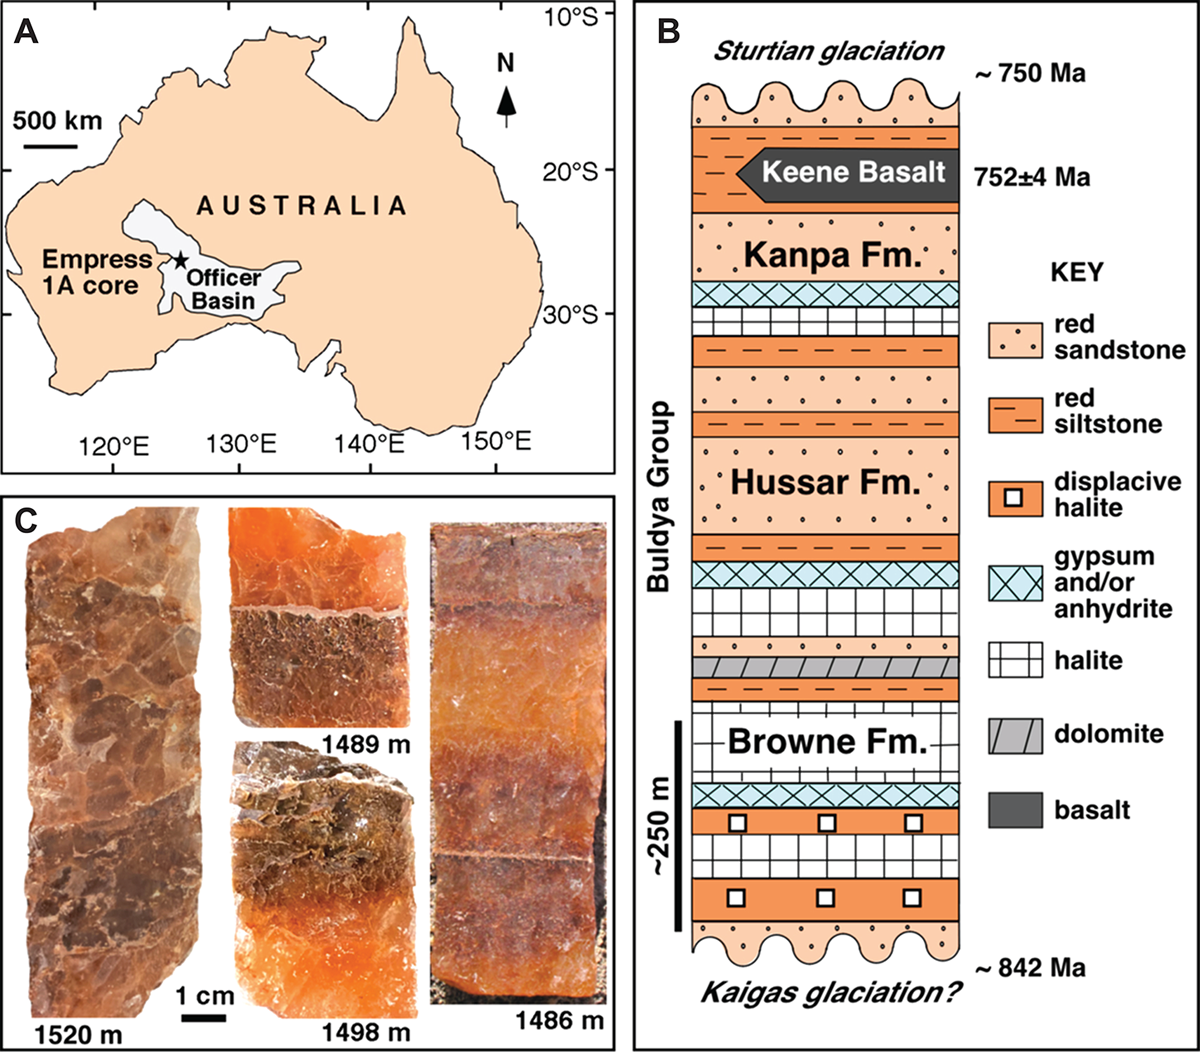 A
10°S
N
500 km
20°S
AUSTRALIA
Empress
1A core
Officer
Basin
30°S
120°E
130°E
140°E
150°E
B
Sturtian glaciation
~ 750 Ma
Keene Basalt
752±4 Ma
Kanpa Fm.
KEY
red
sandstone
red
siltstone
Buldya Group
Hussar Fm.
displacive
halite
gypsum
and/or
anhydrite
halite
Browne Fm.
dolomite
~250 m
basalt
~ 842 Ma
Kaigas glaciation?
C
1489 m
1 cm
1520 m
1498 m
1486 m